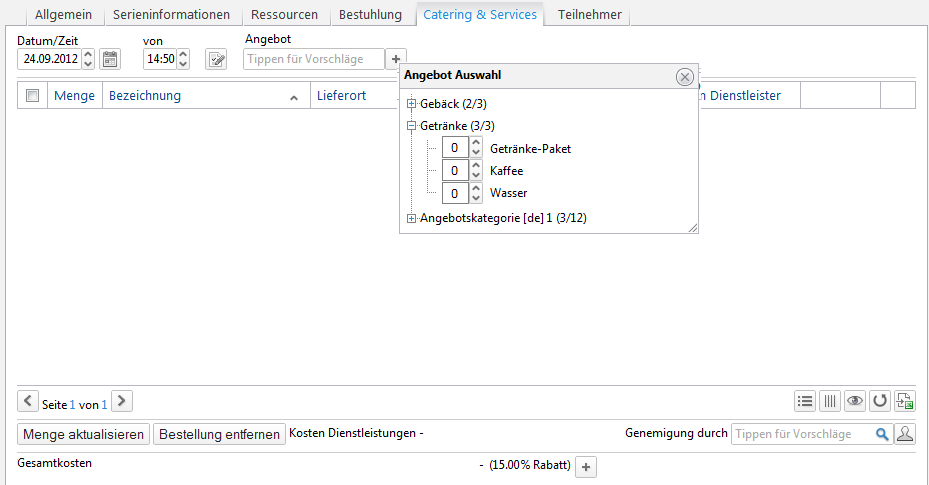 Allgemein Serieninformationen Ressourcen Bestuhlung Catering & Services Teilnehmer
Datum/Zeit von Angebot
24.09.2012 14:50 Tippen für Vorschläge
Angebot Auswahl
Menge Bezeichnung Lieferort n Dienstleister
Gebäck (2/3)
Getränke (3/3)
0 Getränke-Paket
0 Kaffee
0 Wasser
Angebotskategorie [de] 1 (3/12)
Seite 1 von 1
Menge aktualisieren Bestellung entfernen Kosten Dienstleistungen - Genehmigung durch Tippen für Vorschläge
Gesamtkosten - (15.00% Rabatt)